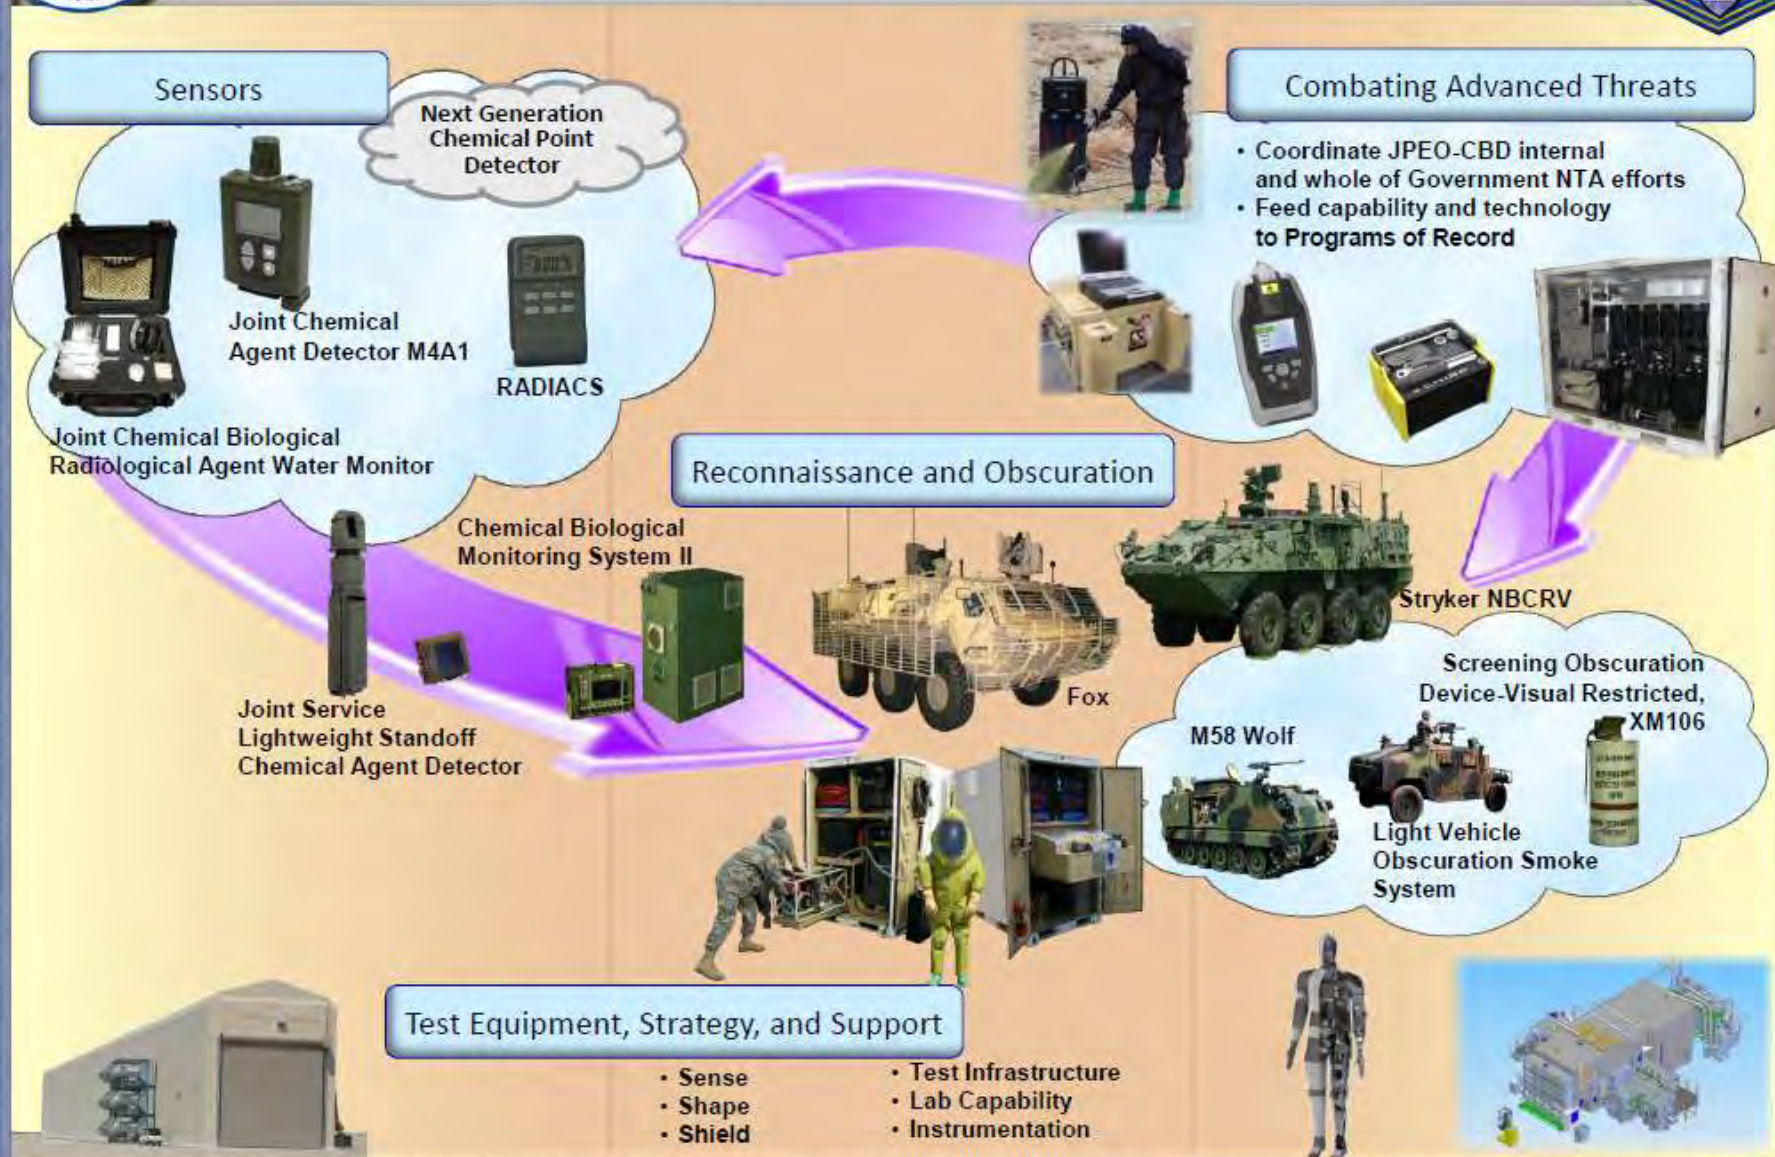 Sensors
Next Generation
Chemical Point
Detector
Joint Chemical
Agent Detector M4A1
RADIACS
Joint Chemical Biological
Radiological Agent Water Monitor
Combating Advanced Threats
• Coordinate JPEO-CBD internal
and whole of Government NTA efforts
• Feed capability and technology
to Programs of Record
Reconnaissance and Obscuration
Chemical Biological
Monitoring System II
Joint Service
Lightweight Standoff
Chemical Agent Detector
Fox
Stryker NBCRV
Screening Obscuration
Device-Visual Restricted,
XM106
M58 Wolf
Light Vehicle
Obscuration Smoke
System
Test Equipment, Strategy, and Support
• Sense
• Shape
• Shield
• Test Infrastructure
• Lab Capability
• Instrumentation